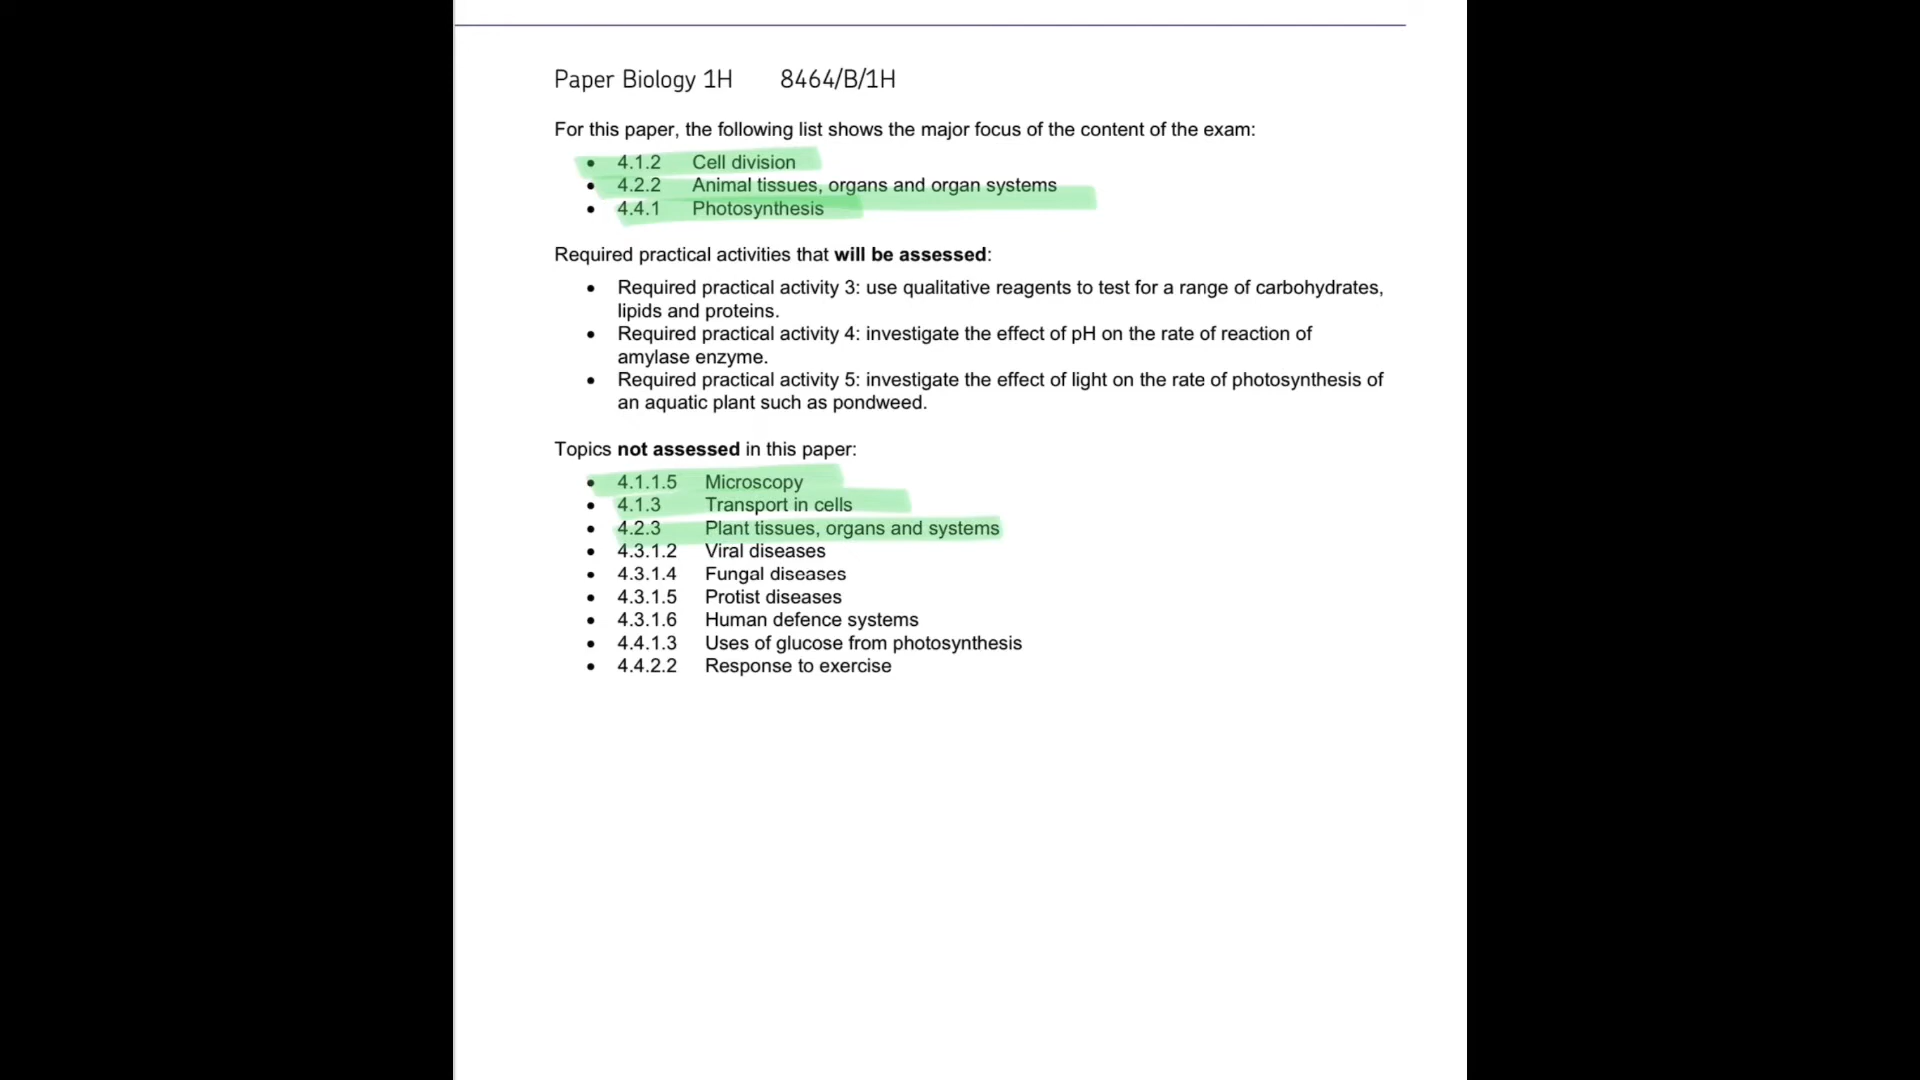 Paper Biology 1H 8464/B/1H
For this paper, the following list shows the major focus of the content of the exam:
• 4.1.2 Cell division
• 4.2.2 Animal tissues, organs and organ systems
• 4.4.1 Photosynthesis
Required practical activities that will be assessed:
• Required practical activity 3: use qualitative reagents to test for a range of carbohydrates,
lipids and proteins.
• Required practical activity 4: investigate the effect of pH on the rate of reaction of
amylase enzyme.
• Required practical activity 5: investigate the effect of light on the rate of photosynthesis of
an aquatic plant such as pondweed.
Topics not assessed in this paper:
• 4.1.1.5 Microscopy
• 4.1.3 Transport in cells
• 4.2.3 Plant tissues, organs and systems
• 4.3.1.2 Viral diseases
• 4.3.1.4 Fungal diseases
• 4.3.1.5 Protist diseases
• 4.3.1.6 Human defence systems
• 4.4.1.3 Uses of glucose from photosynthesis
• 4.4.2.2 Response to exercise